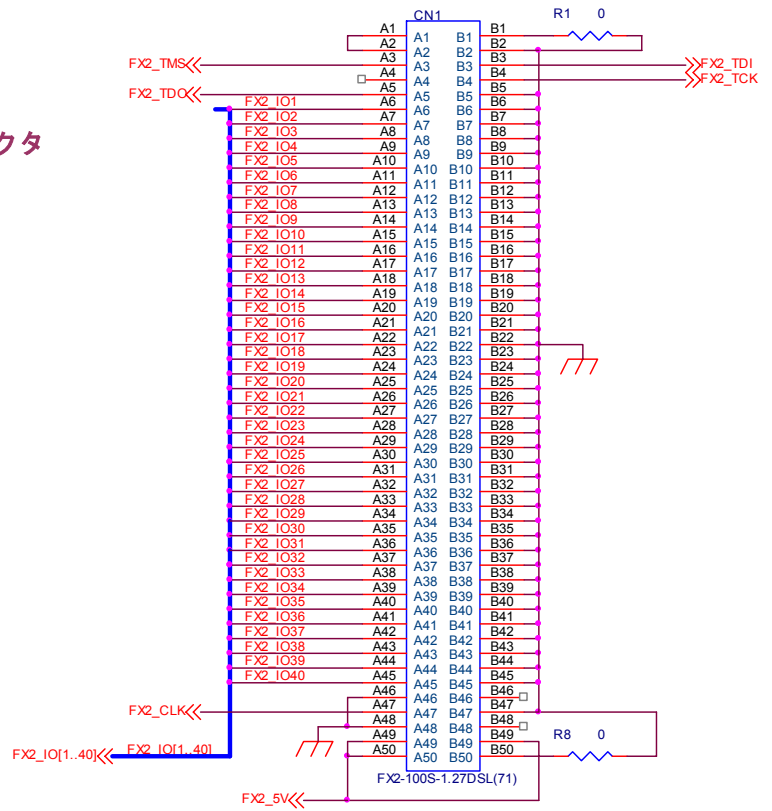 CN1
R1 0
A1 A1 B1 B1
A2 A2 B2 B2
FX2_TMS A3 A3 B3 B3 FX2_TDI
A4 A4 B4 B4 FX2_TCK
FX2_TDO A5 A5 B5 B5
FX2_IO1 A6 A6 B6 B6
FX2_IO2 A7 A7 B7 B7
クタ
FX2_IO3 A8 A8 B8 B8
FX2_IO4 A9 A9 B9 B9
FX2_IO5 A10 A10 B10 B10
FX2_IO6 A11 A11 B11 B11
FX2_IO7 A12 A12 B12 B12
FX2_IO8 A13 A13 B13 B13
FX2_IO9 A14 A14 B14 B14
FX2_IO10 A15 A15 B15 B15
FX2_IO11 A16 A16 B16 B16
FX2_IO12 A17 A17 B17 B17
FX2_IO13 A18 A18 B18 B18
FX2_IO14 A19 A19 B19 B19
FX2_IO15 A20 A20 B20 B20
FX2_IO16 A21 A21 B21 B21
FX2_IO17 A22 A22 B22 B22
FX2_IO18 A23 A23 B23 B23
FX2_IO19 A24 A24 B24 B24
FX2_IO20 A25 A25 B25 B25
FX2_IO21 A26 A26 B26 B26
FX2_IO22 A27 A27 B27 B27
FX2_IO23 A28 A28 B28 B28
FX2_IO24 A29 A29 B29 B29
FX2_IO25 A30 A30 B30 B30
FX2_IO26 A31 A31 B31 B31
FX2_IO27 A32 A32 B32 B32
FX2_IO28 A33 A33 B33 B33
FX2_IO29 A34 A34 B34 B34
FX2_IO30 A35 A35 B35 B35
FX2_IO31 A36 A36 B36 B36
FX2_IO32 A37 A37 B37 B37
FX2_IO33 A38 A38 B38 B38
FX2_IO34 A39 A39 B39 B39
FX2_IO35 A40 A40 B40 B40
FX2_IO36 A41 A41 B41 B41
FX2_IO37 A42 A42 B42 B42
FX2_IO38 A43 A43 B43 B43
FX2_IO39 A44 A44 B44 B44
FX2_IO40 A45 A45 B45 B45
A46 A46 B46 B46
FX2_CLK A47 A47 B47 B47
A48 A48 B48 B48
A49 A49 B49 B49
R8 0
FX2_IO[1..40] FX2_IO[1..40] A50 A50 B50 B50
FX2-100S-1.27DSL(71)
FX2_5V